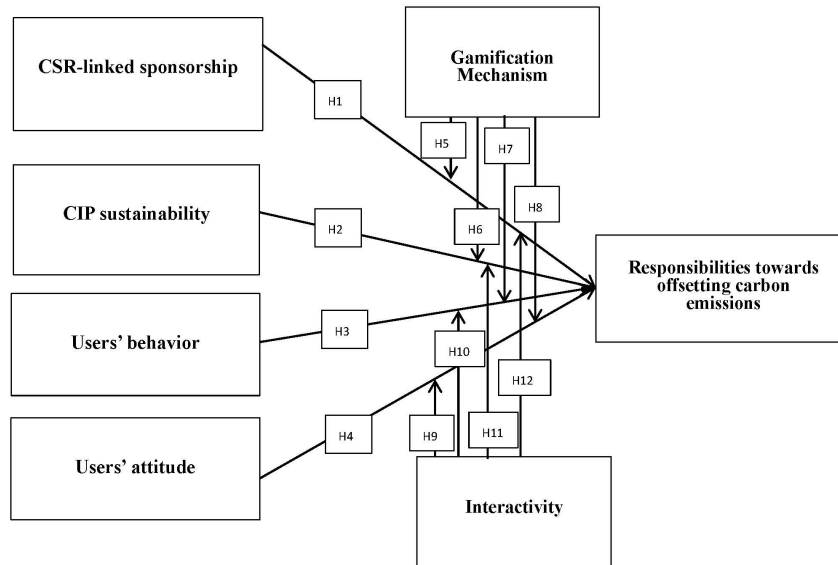 CSR-linked sponsorship
Gamification
Mechanism
H1
H5
H7
CIP sustainability
H2
H6
H8
Responsibilities towards
offsetting carbon
emissions
Users’ behavior
H3
H10
H12
Users’ attitude
H4
H9
H11
Interactivity